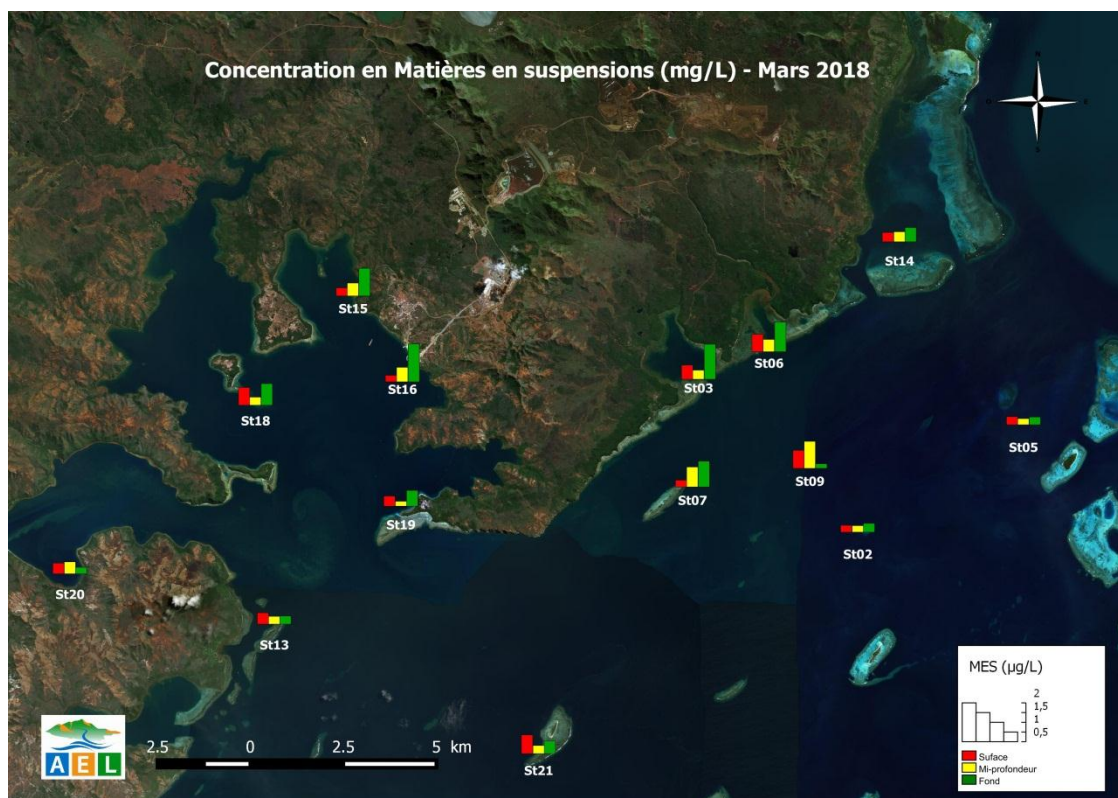 Concentration en Matières en suspensions (mg/L) - Mars 2018
St14
St15
St06
St16
St03
St18
St05
St09
St07
St19
St02
St20
St13
MES (µg/L)
2
1,5
1
0,5
Suface
Mi-profondeur
Fond
AEL
2.5 0 2.5 5 km
St21